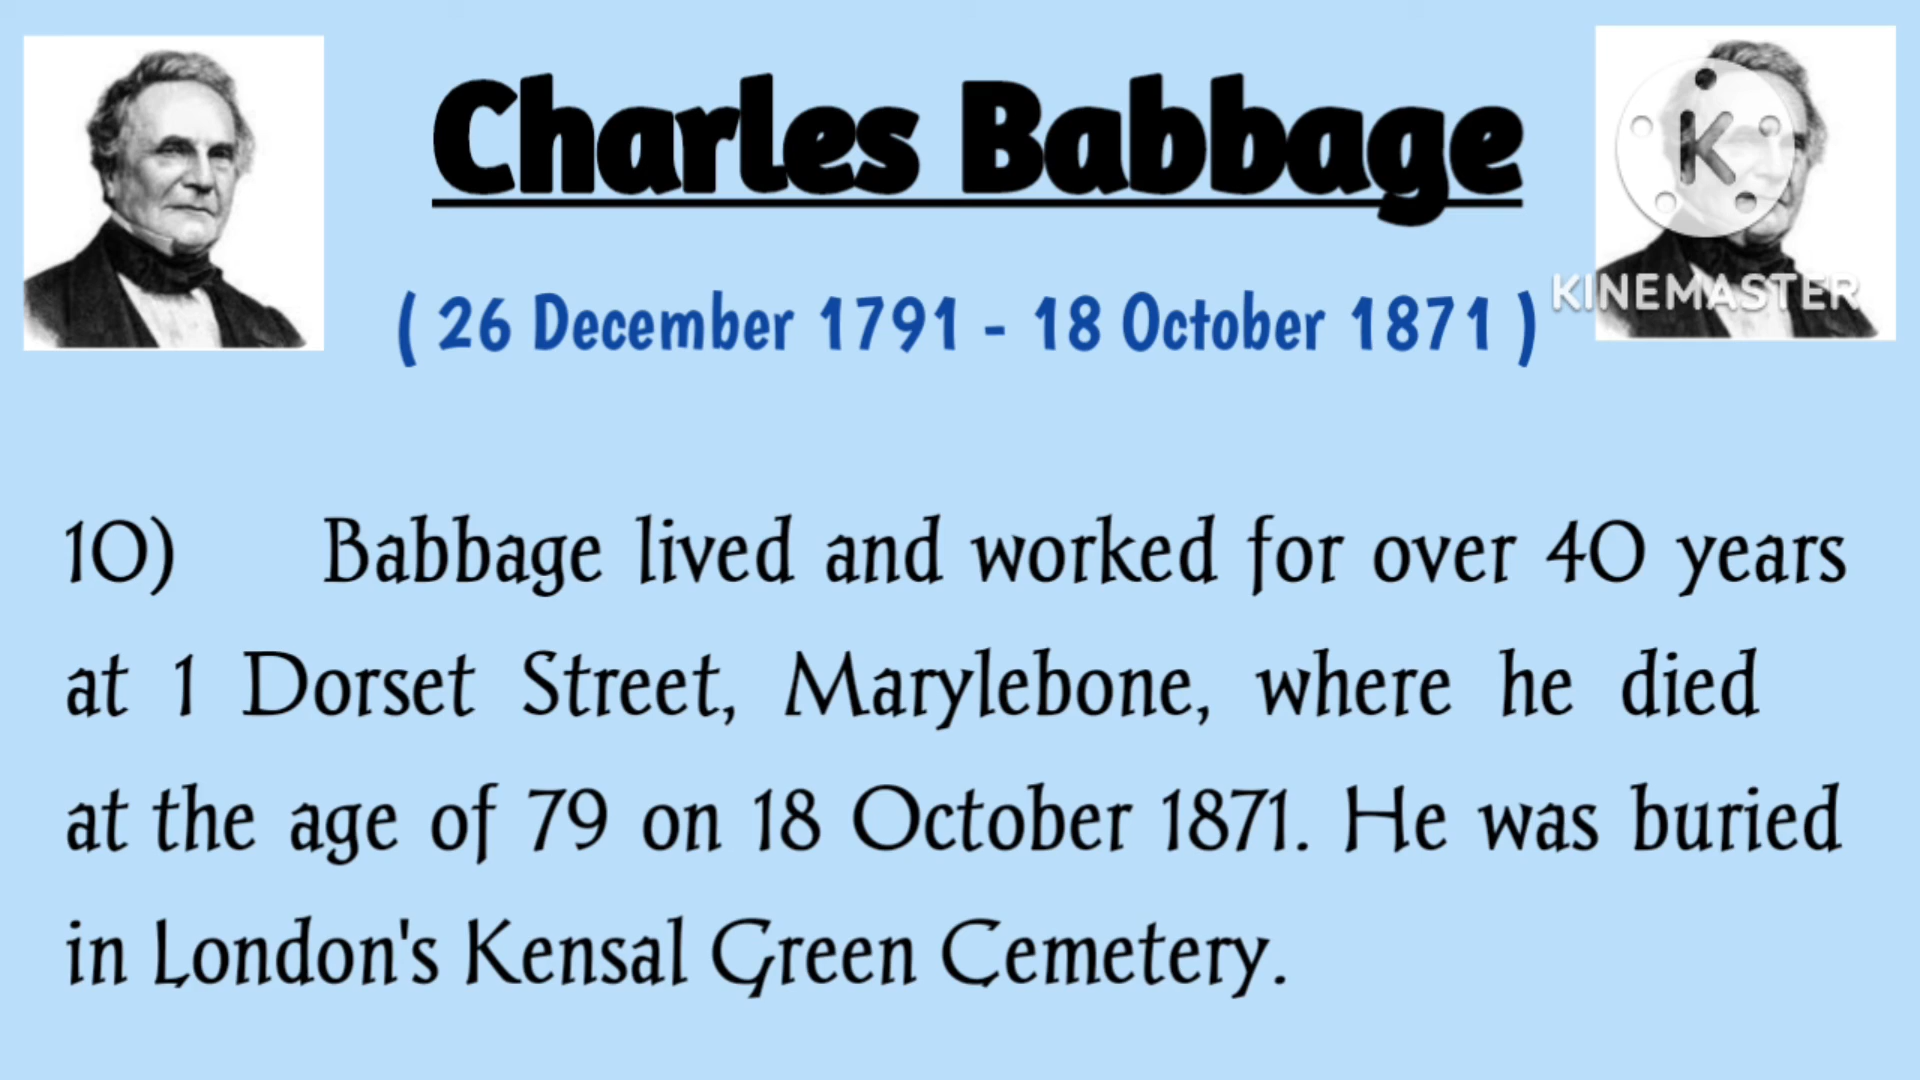 Charles Babbage
( 26 December 1791 - 18 October 1871 )
K
KINEMASTER
10) Babbage lived and worked for over 40 years
at 1 Dorset Street, Marylebone, where he died
at the age of 79 on 18 October 1871. He was buried
in London's Kensal Green Cemetery.